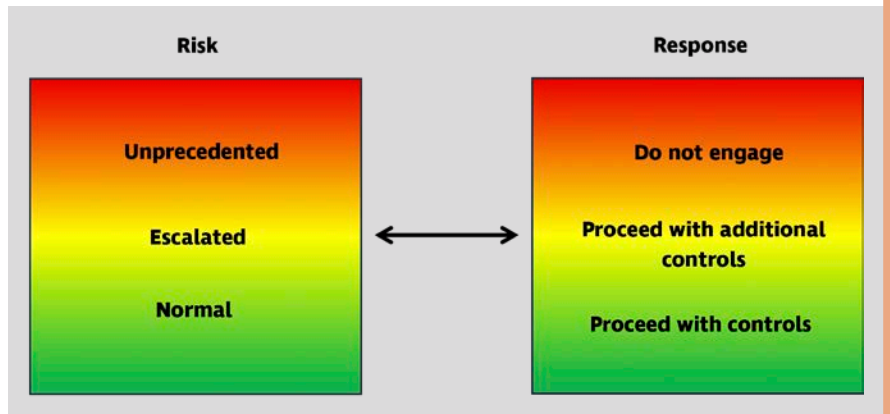 Risk
Response
Unprecedented
Do not engage
Escalated
Proceed with additional
controls
Normal
Proceed with controls